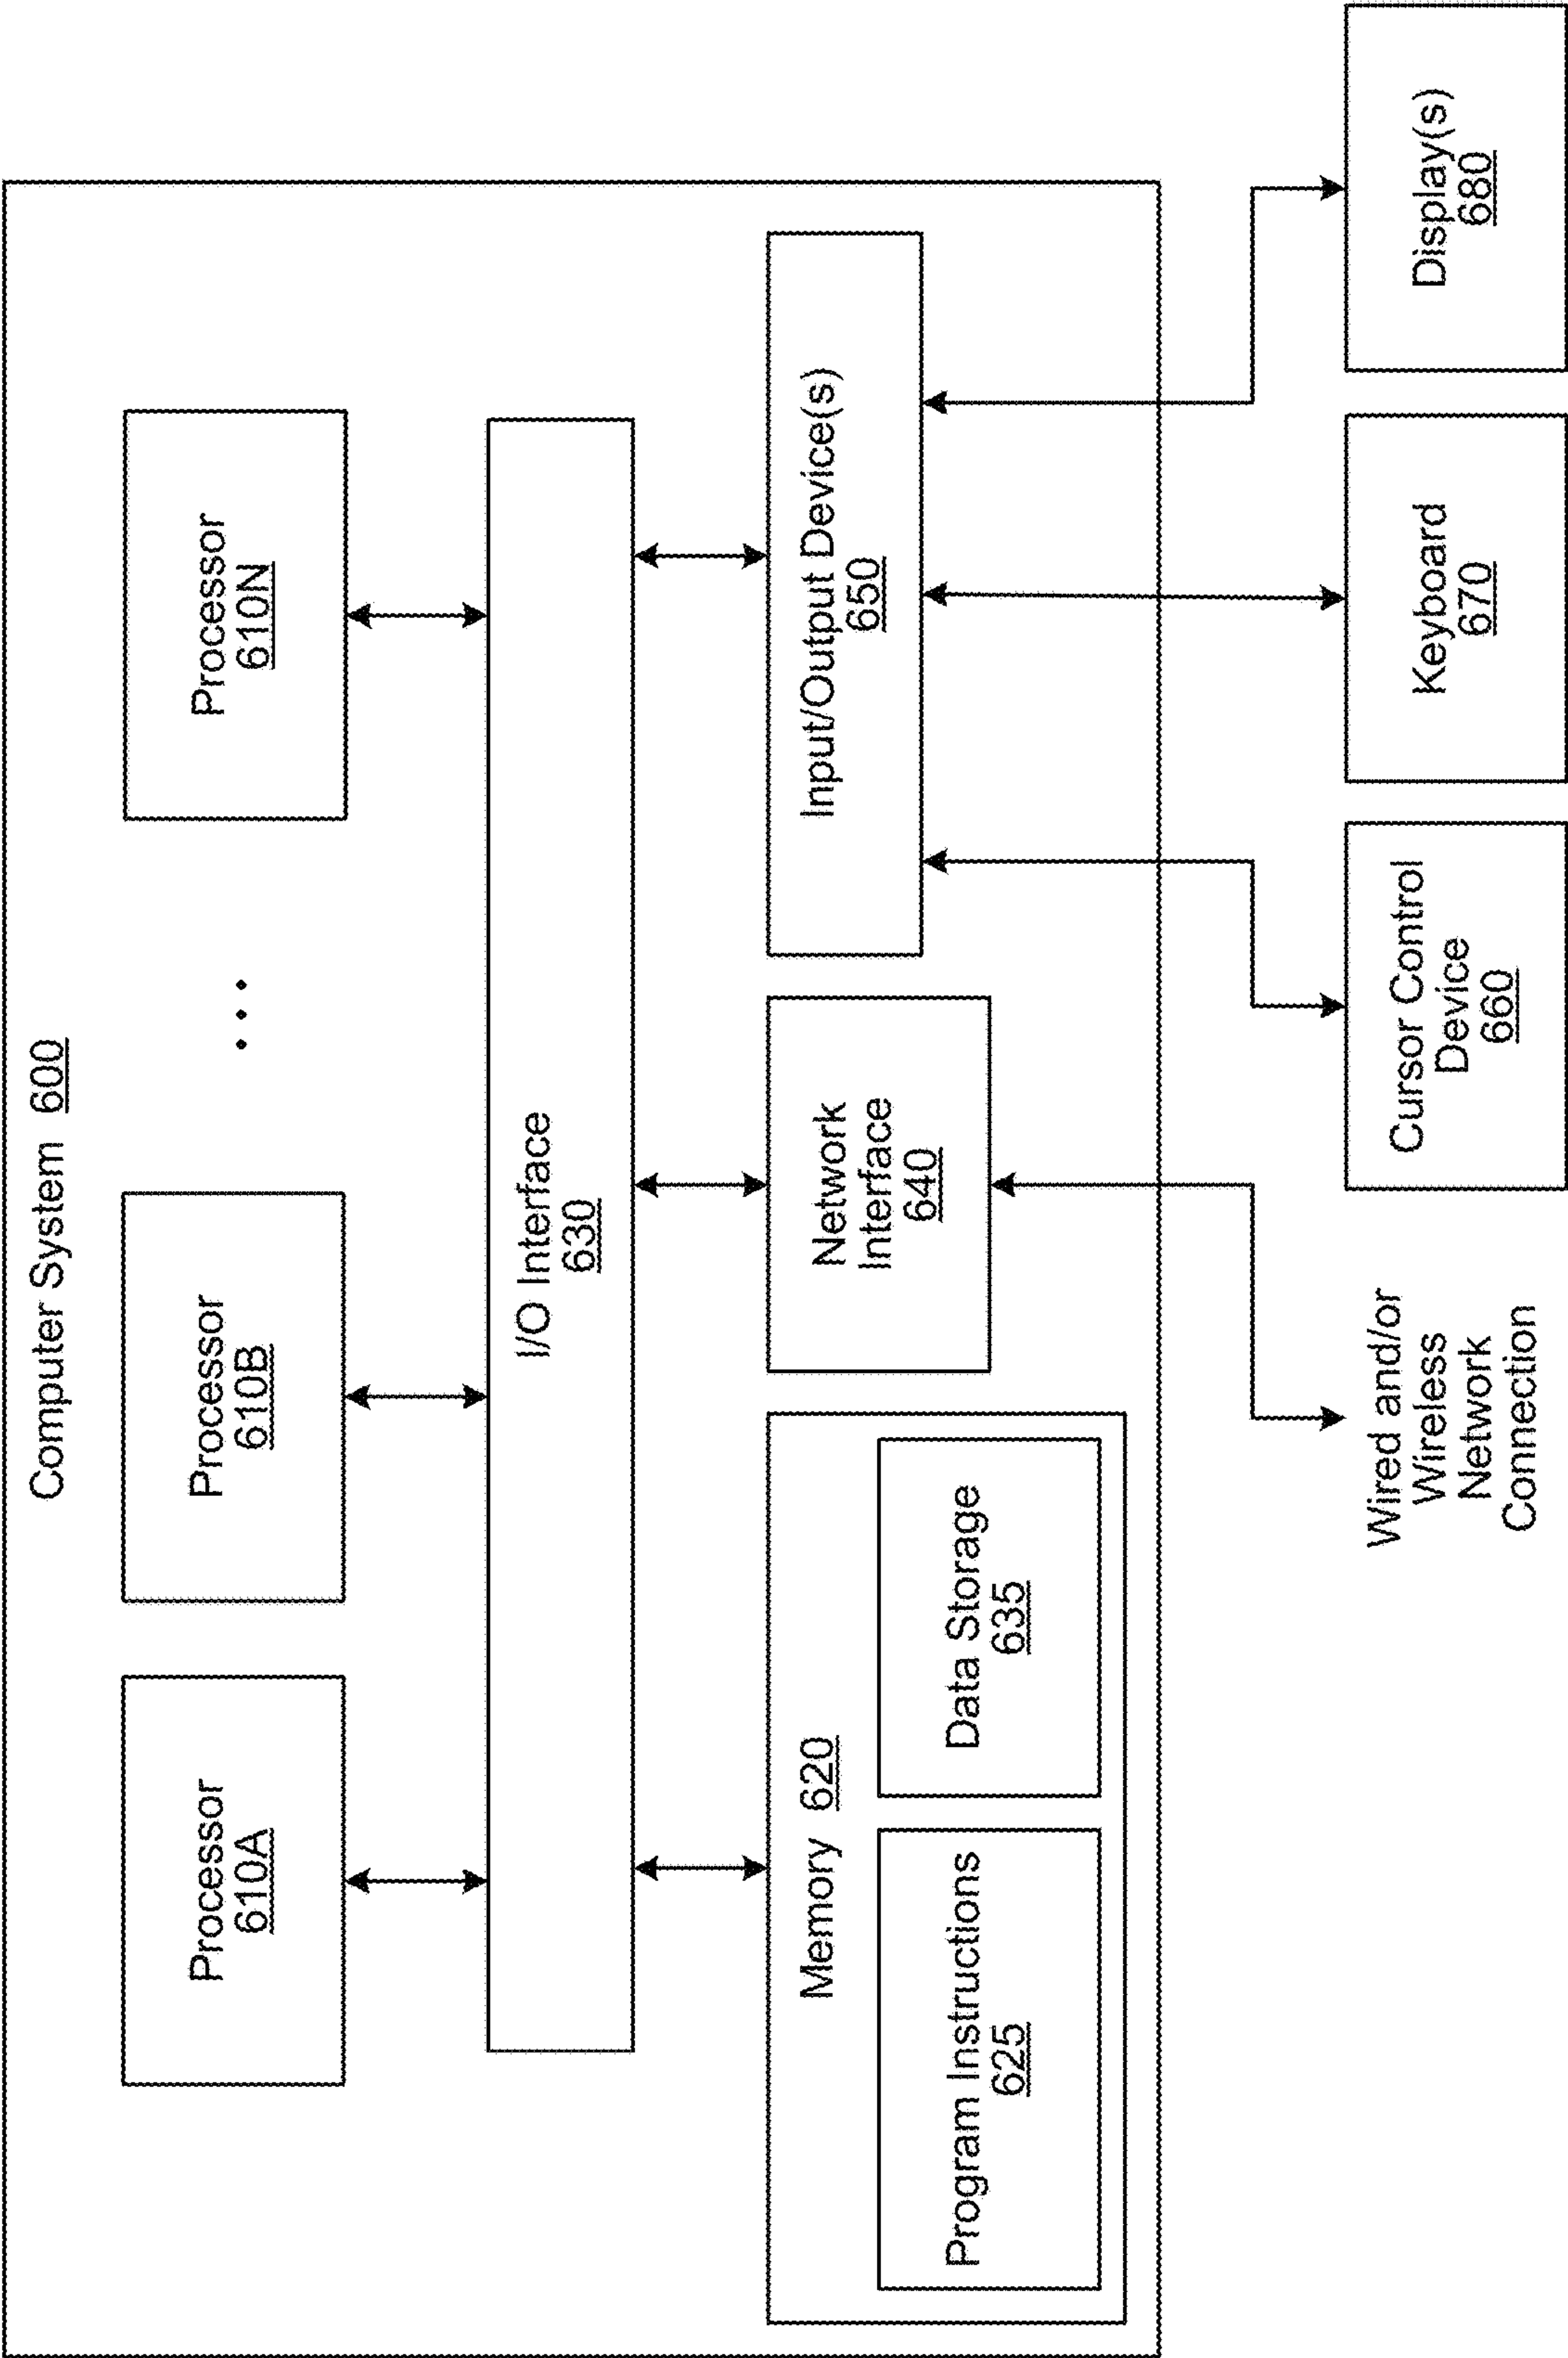 Computer System 600
Processor
610A
Processor
610B
. . .
Processor
610N
I/O Interface
630
Memory 620
Program Instructions
625
Data Storage
635
Network
Interface
640
Input/Output Device(s)
650
Wired and/or
Wireless
Network
Connection
Cursor Control
Device
660
Keyboard
670
Display(s)
680